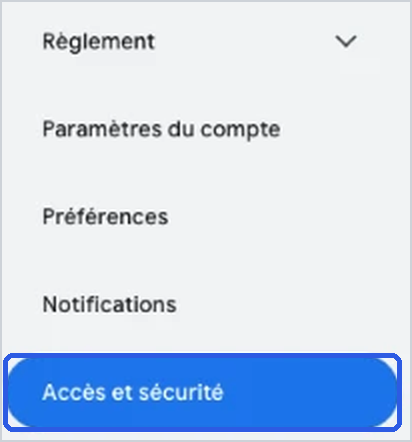 Règlement
Paramètres du compte
Préférences
Notifications
Accès et sécurité